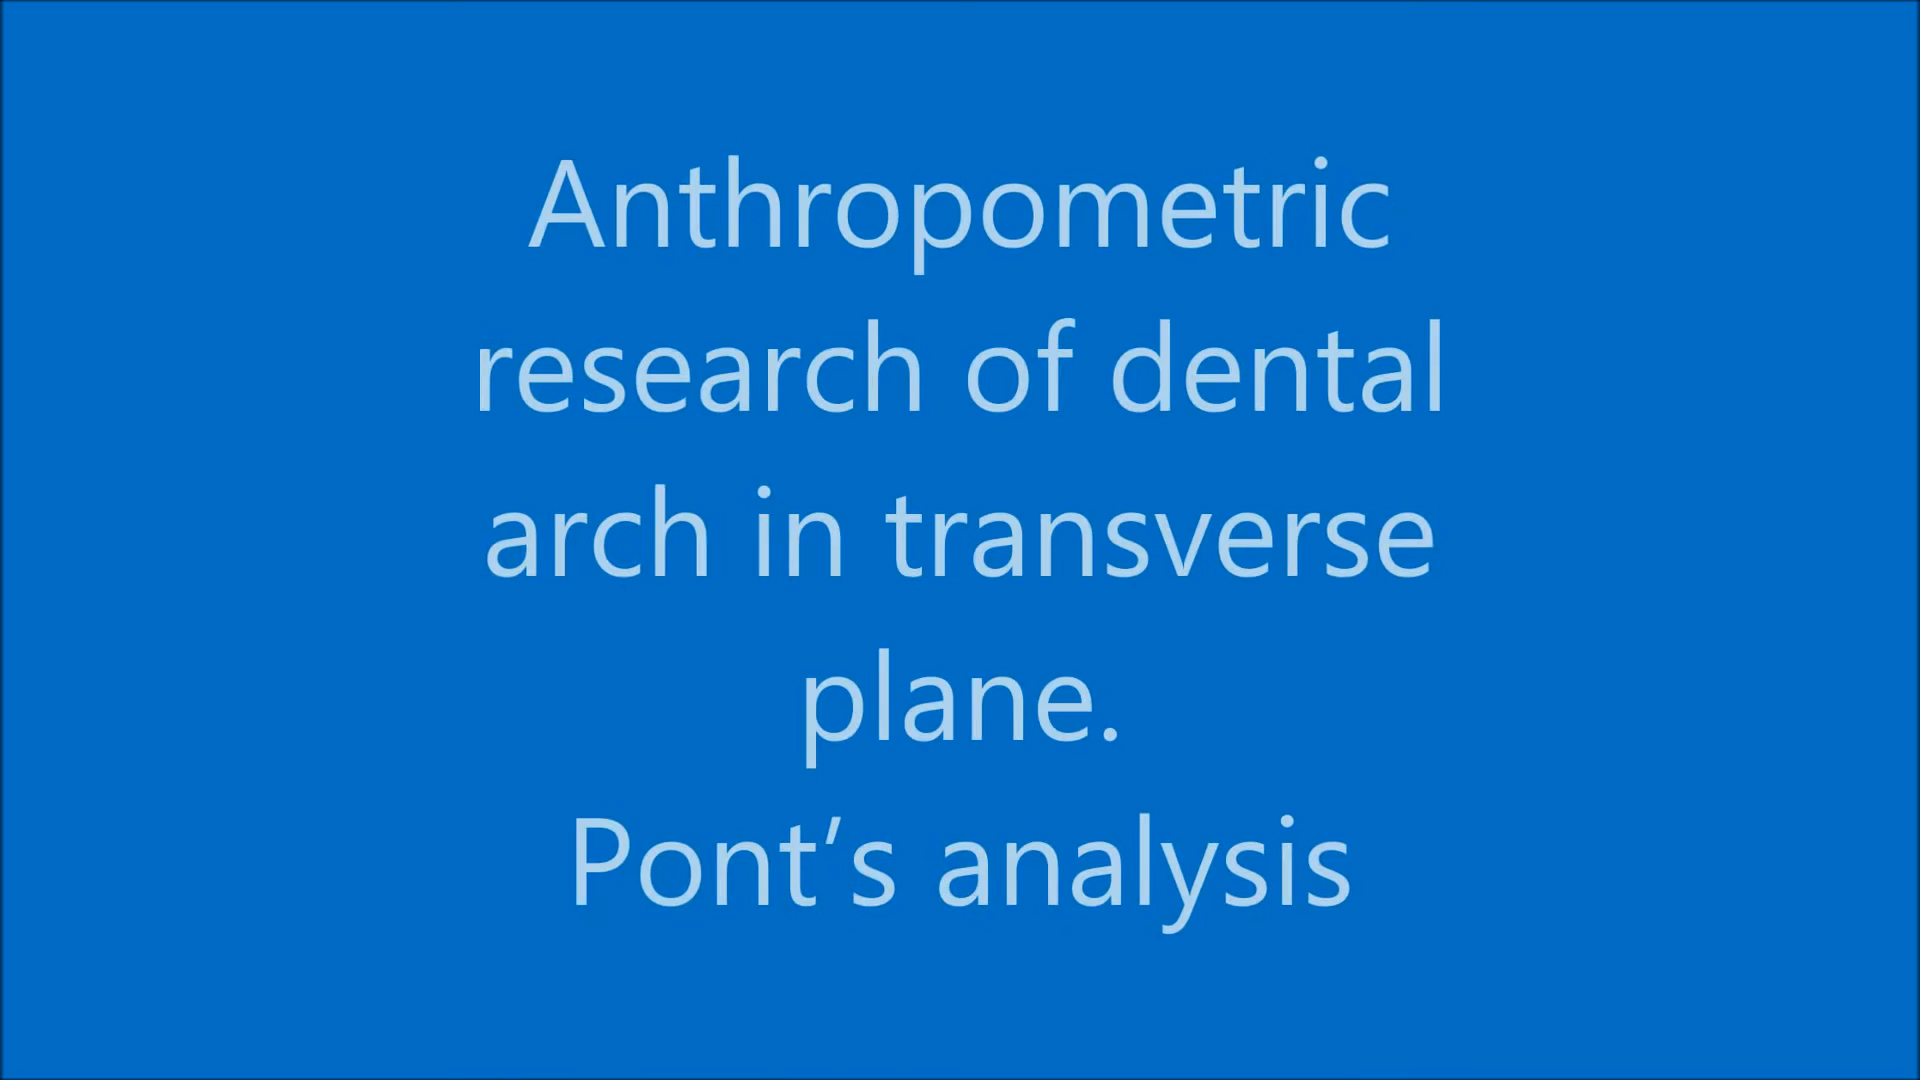 Anthropometric
research of dental
arch in transverse
plane.
Pont’s analysis